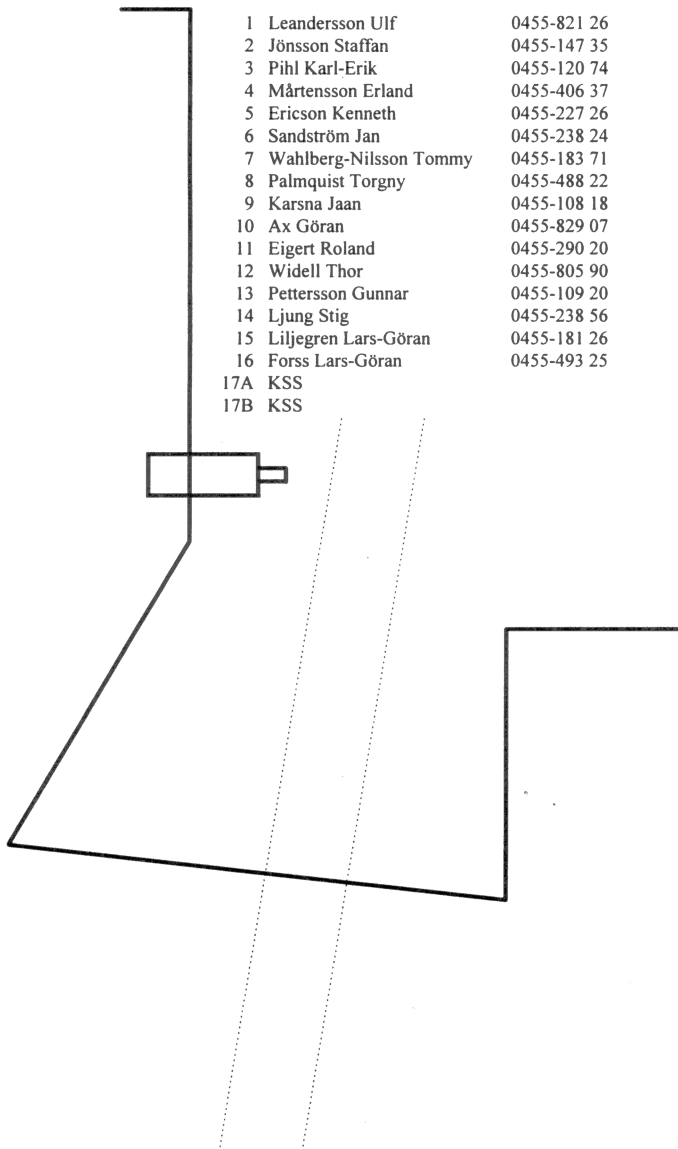 1 Leandersson Ulf 0455-821 26
2 Jönsson Staffan 0455-147 35
3 Pihl Karl-Erik 0455-120 74
4 Mårtensson Erland 0455-406 37
5 Ericson Kenneth 0455-227 26
6 Sandström Jan 0455-238 24
7 Wahlberg-Nilsson Tommy 0455-183 71
8 Palmquist Torgny 0455-488 22
9 Karsna Jaan 0455-108 18
10 Ax Göran 0455-829 07
11 Eigert Roland 0455-290 20
12 Widell Thor 0455-805 90
13 Pettersson Gunnar 0455-109 20
14 Ljung Stig 0455-238 56
15 Liljegren Lars-Göran 0455-181 26
16 Forss Lars-Göran 0455-493 25
17A KSS
17B KSS